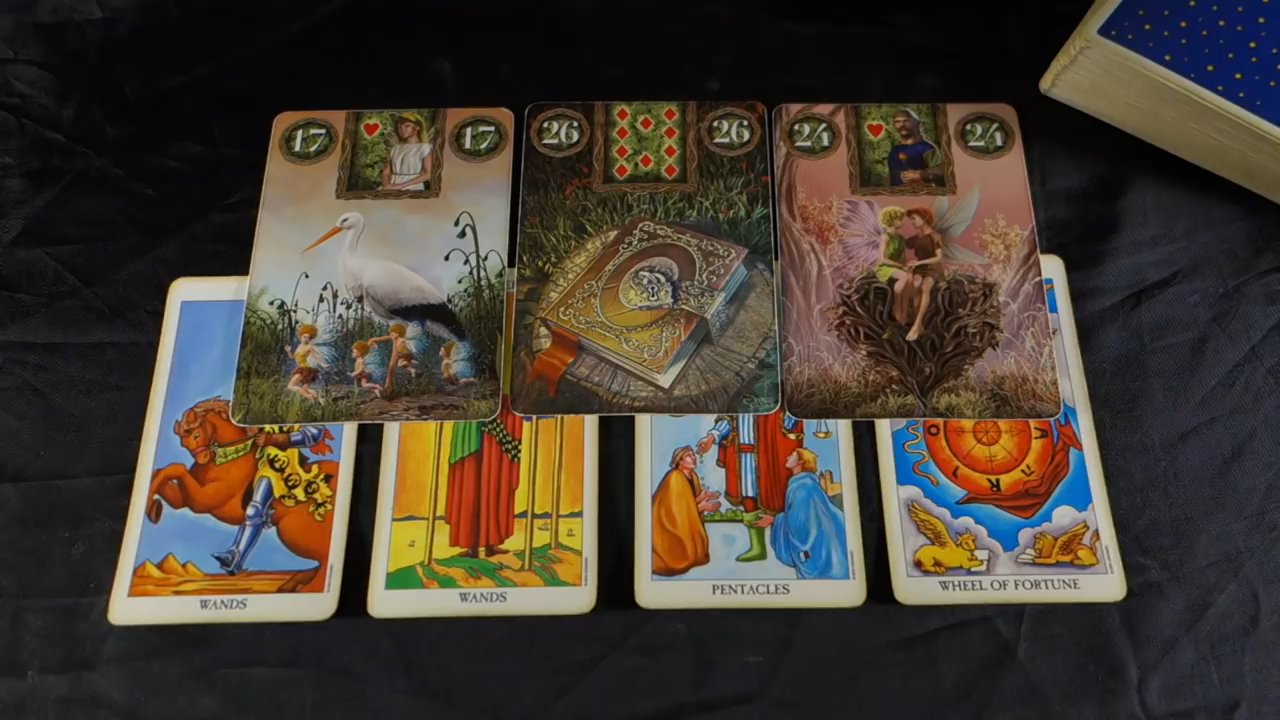 17 17
26 26
24 24
O A
L R
WANDS
WANDS
PENTACLES
WHEEL OF FORTUNE